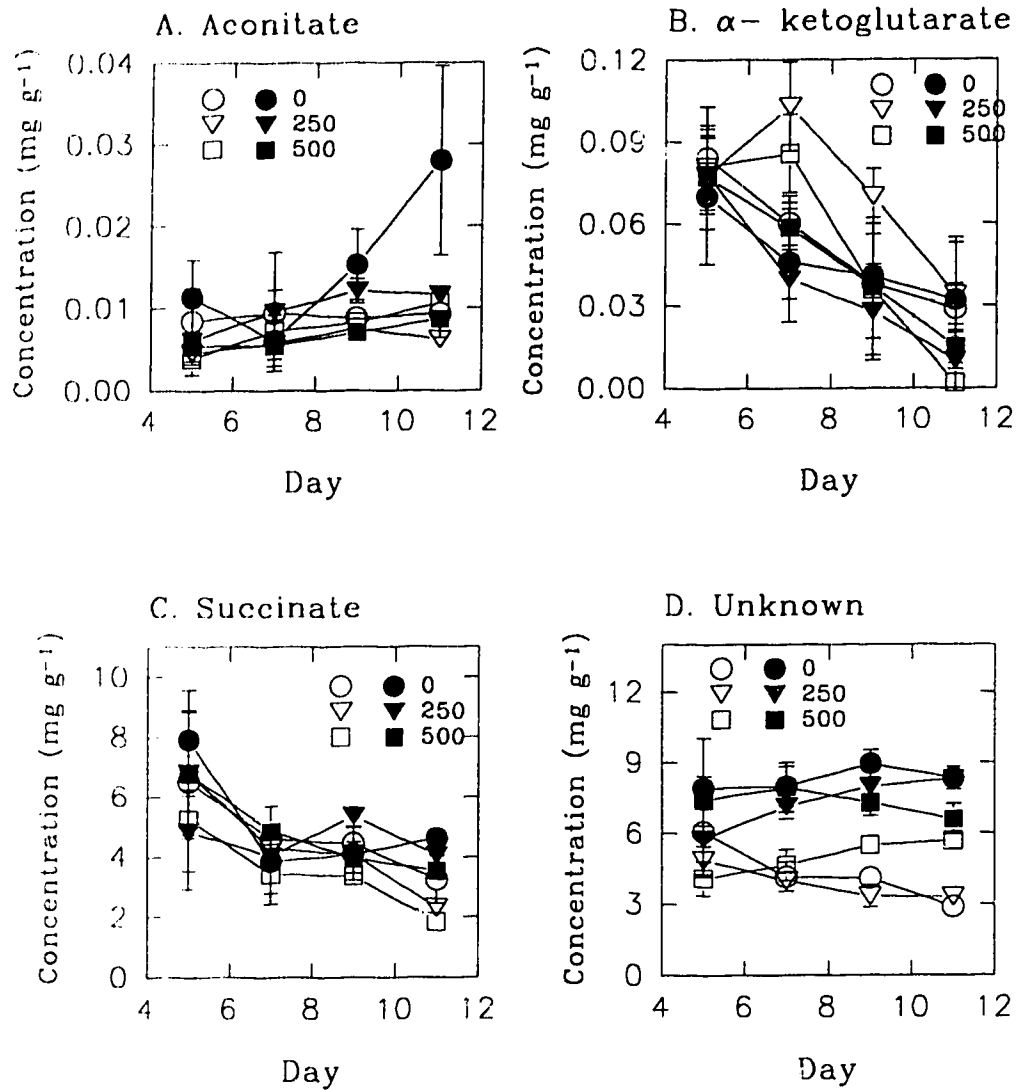 A. Aconitate
Concentration (mg g⁻¹)
0.04
0.03
0.02
0.01
0.00
0
250
500
4 6 8 10 12
Day
B. α- ketoglutarate
Concentration (mg g⁻¹)
0.12
0.09
0.06
0.03
0.00
0
250
500
4 6 8 10 12
Day
C. Succinate
Concentration (mg g⁻¹)
10
8
6
4
2
0
0
250
500
4 6 8 10 12
Day
D. Unknown
Concentration (mg g⁻¹)
12
9
6
3
0
0
250
500
4 6 8 10 12
Day